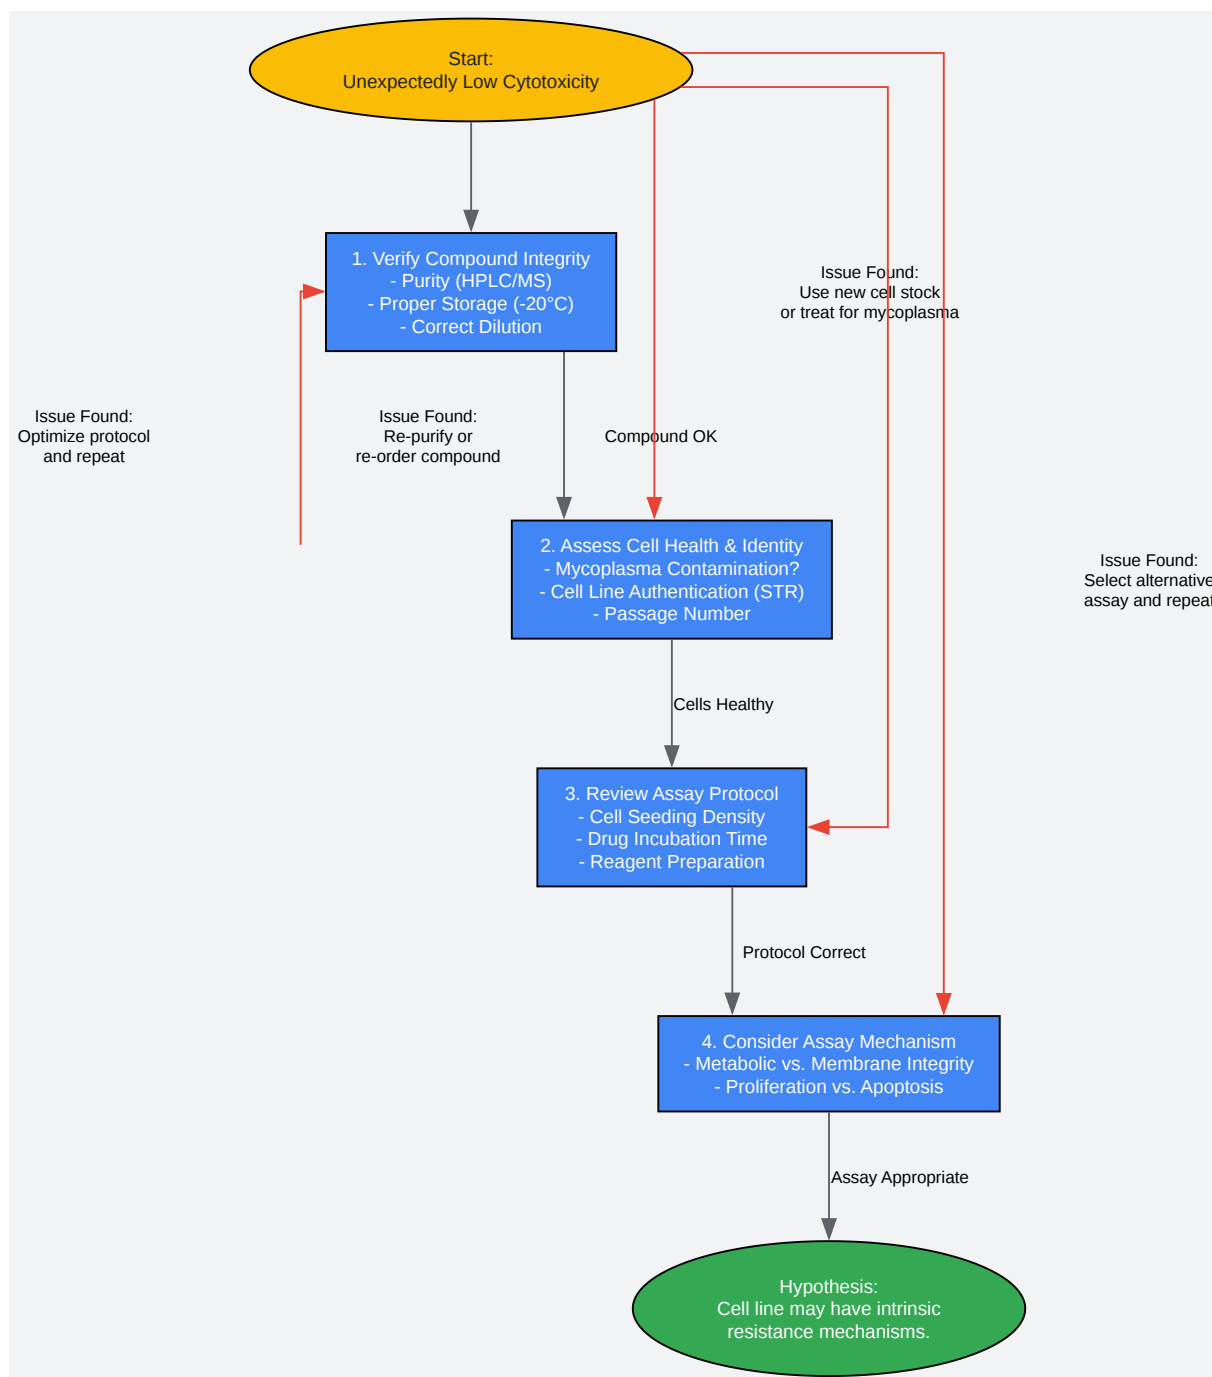 Start:
Unexpectedly Low Cytotoxicity
1. Verify Compound Integrity
- Purity (HPLC/MS)
- Proper Storage (-20°C)
- Correct Dilution
Issue Found:
Use new cell stock
or treat for mycoplasma
Issue Found:
Optimize protocol
and repeat
Issue Found:
Re-purify or
re-order compound
Compound OK
2. Assess Cell Health & Identity
- Mycoplasma Contamination?
- Cell Line Authentication (STR)
- Passage Number
Issue Found:
Select alternative
assay and repeat
Cells Healthy
3. Review Assay Protocol
- Cell Seeding Density
- Drug Incubation Time
- Reagent Preparation
Protocol Correct
4. Consider Assay Mechanism
- Metabolic vs. Membrane Integrity
- Proliferation vs. Apoptosis
Assay Appropriate
Hypothesis:
Cell line may have intrinsic
resistance mechanisms.